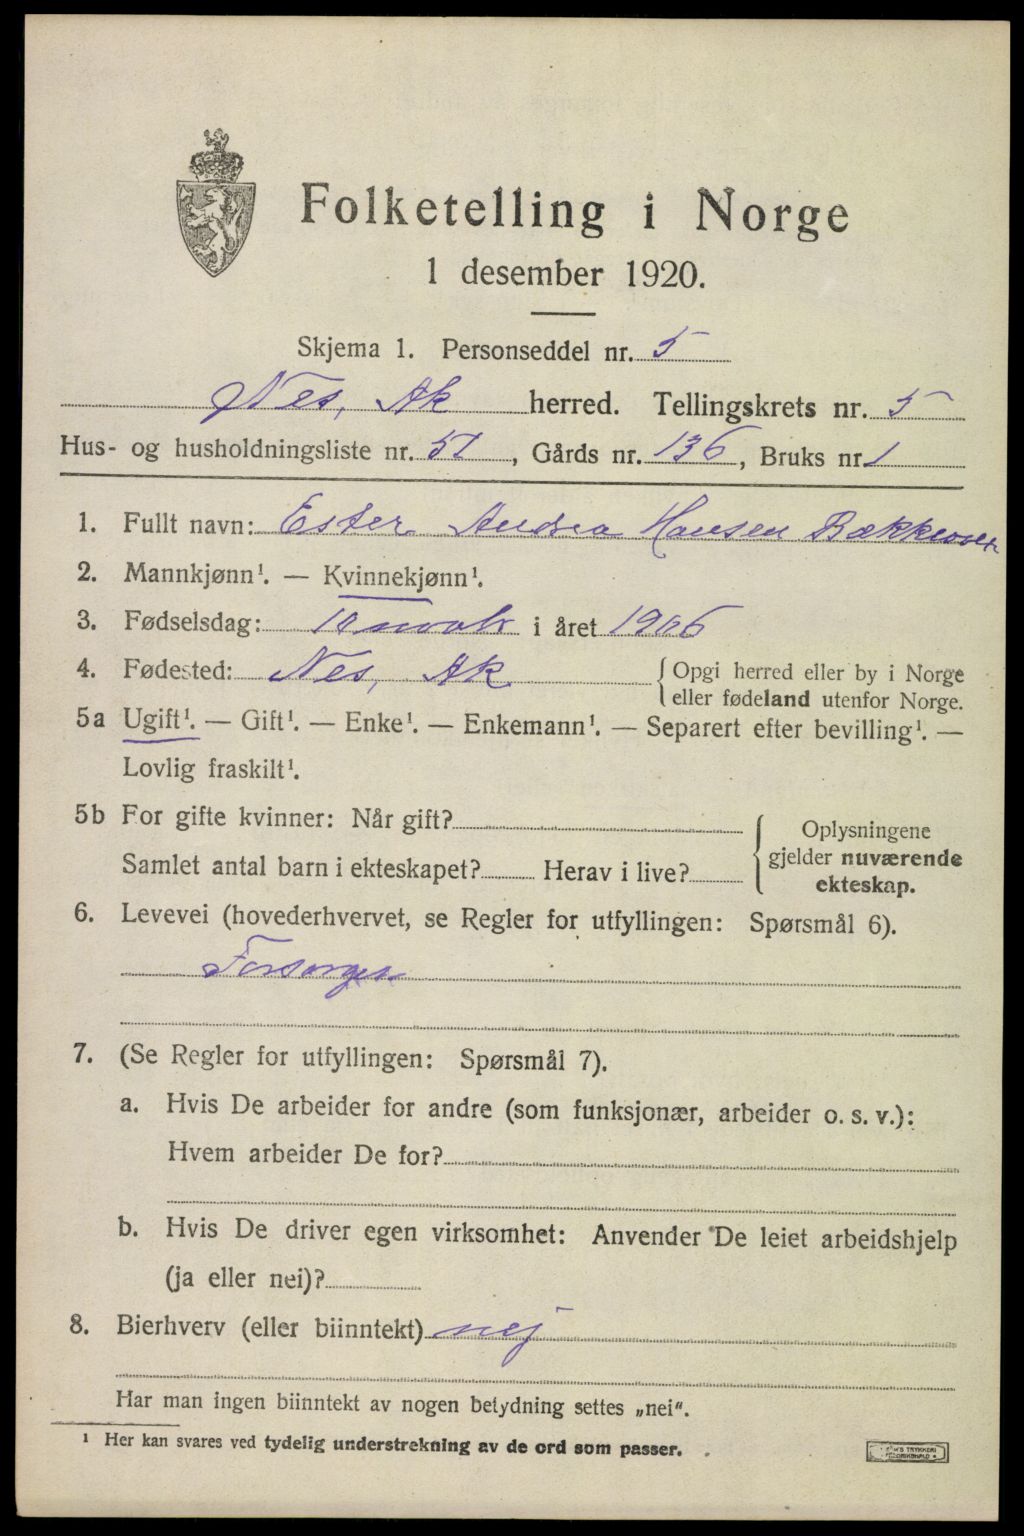 Folketelling i Norge
1 desember 1920.
Skjema 1. Personseddel nr. 5
Nes, Ak herred. Tellingskrets nr. 5
Hus- og husholdningsliste nr. 51, Gårds nr. 136, Bruks nr. 1
1. Fullt navn: Ester Andrea Hansen
2. Mannkjønn¹. — Kvinnekjønn¹.
3. Fødselsdag: 10 i året 1906
4. Fødested: Nes, Ak { Opgi herred eller by i Norge
eller fødeland utenfor Norge.
5a Ugift¹. — Gift¹. — Enke¹. — Enkemann¹. — Separert efter bevilling¹. —
Lovlig fraskilt¹.
5b For gifte kvinner: Når gift?
Samlet antal barn i ekteskapet? Herav i live?
{ Oplysningene
gjelder nuværende
ekteskap.
6. Levevei (hovederhvervet, se Regler for utfyllingen: Spørsmål 6).
Forsørges
7. (Se Regler for utfyllingen: Spørsmål 7).
a. Hvis De arbeider for andre (som funksjonær, arbeider o. s. v.):
Hvem arbeider De for?
b. Hvis De driver egen virksomhet: Anvender De leiet arbeidshjelp
(ja eller nei)?
8. Bierhverv (eller biinntekt) nej
Har man ingen biinntekt av nogen betydning settes „nei".
¹ Her kan svares ved tydelig understrekning av de ord som passer.